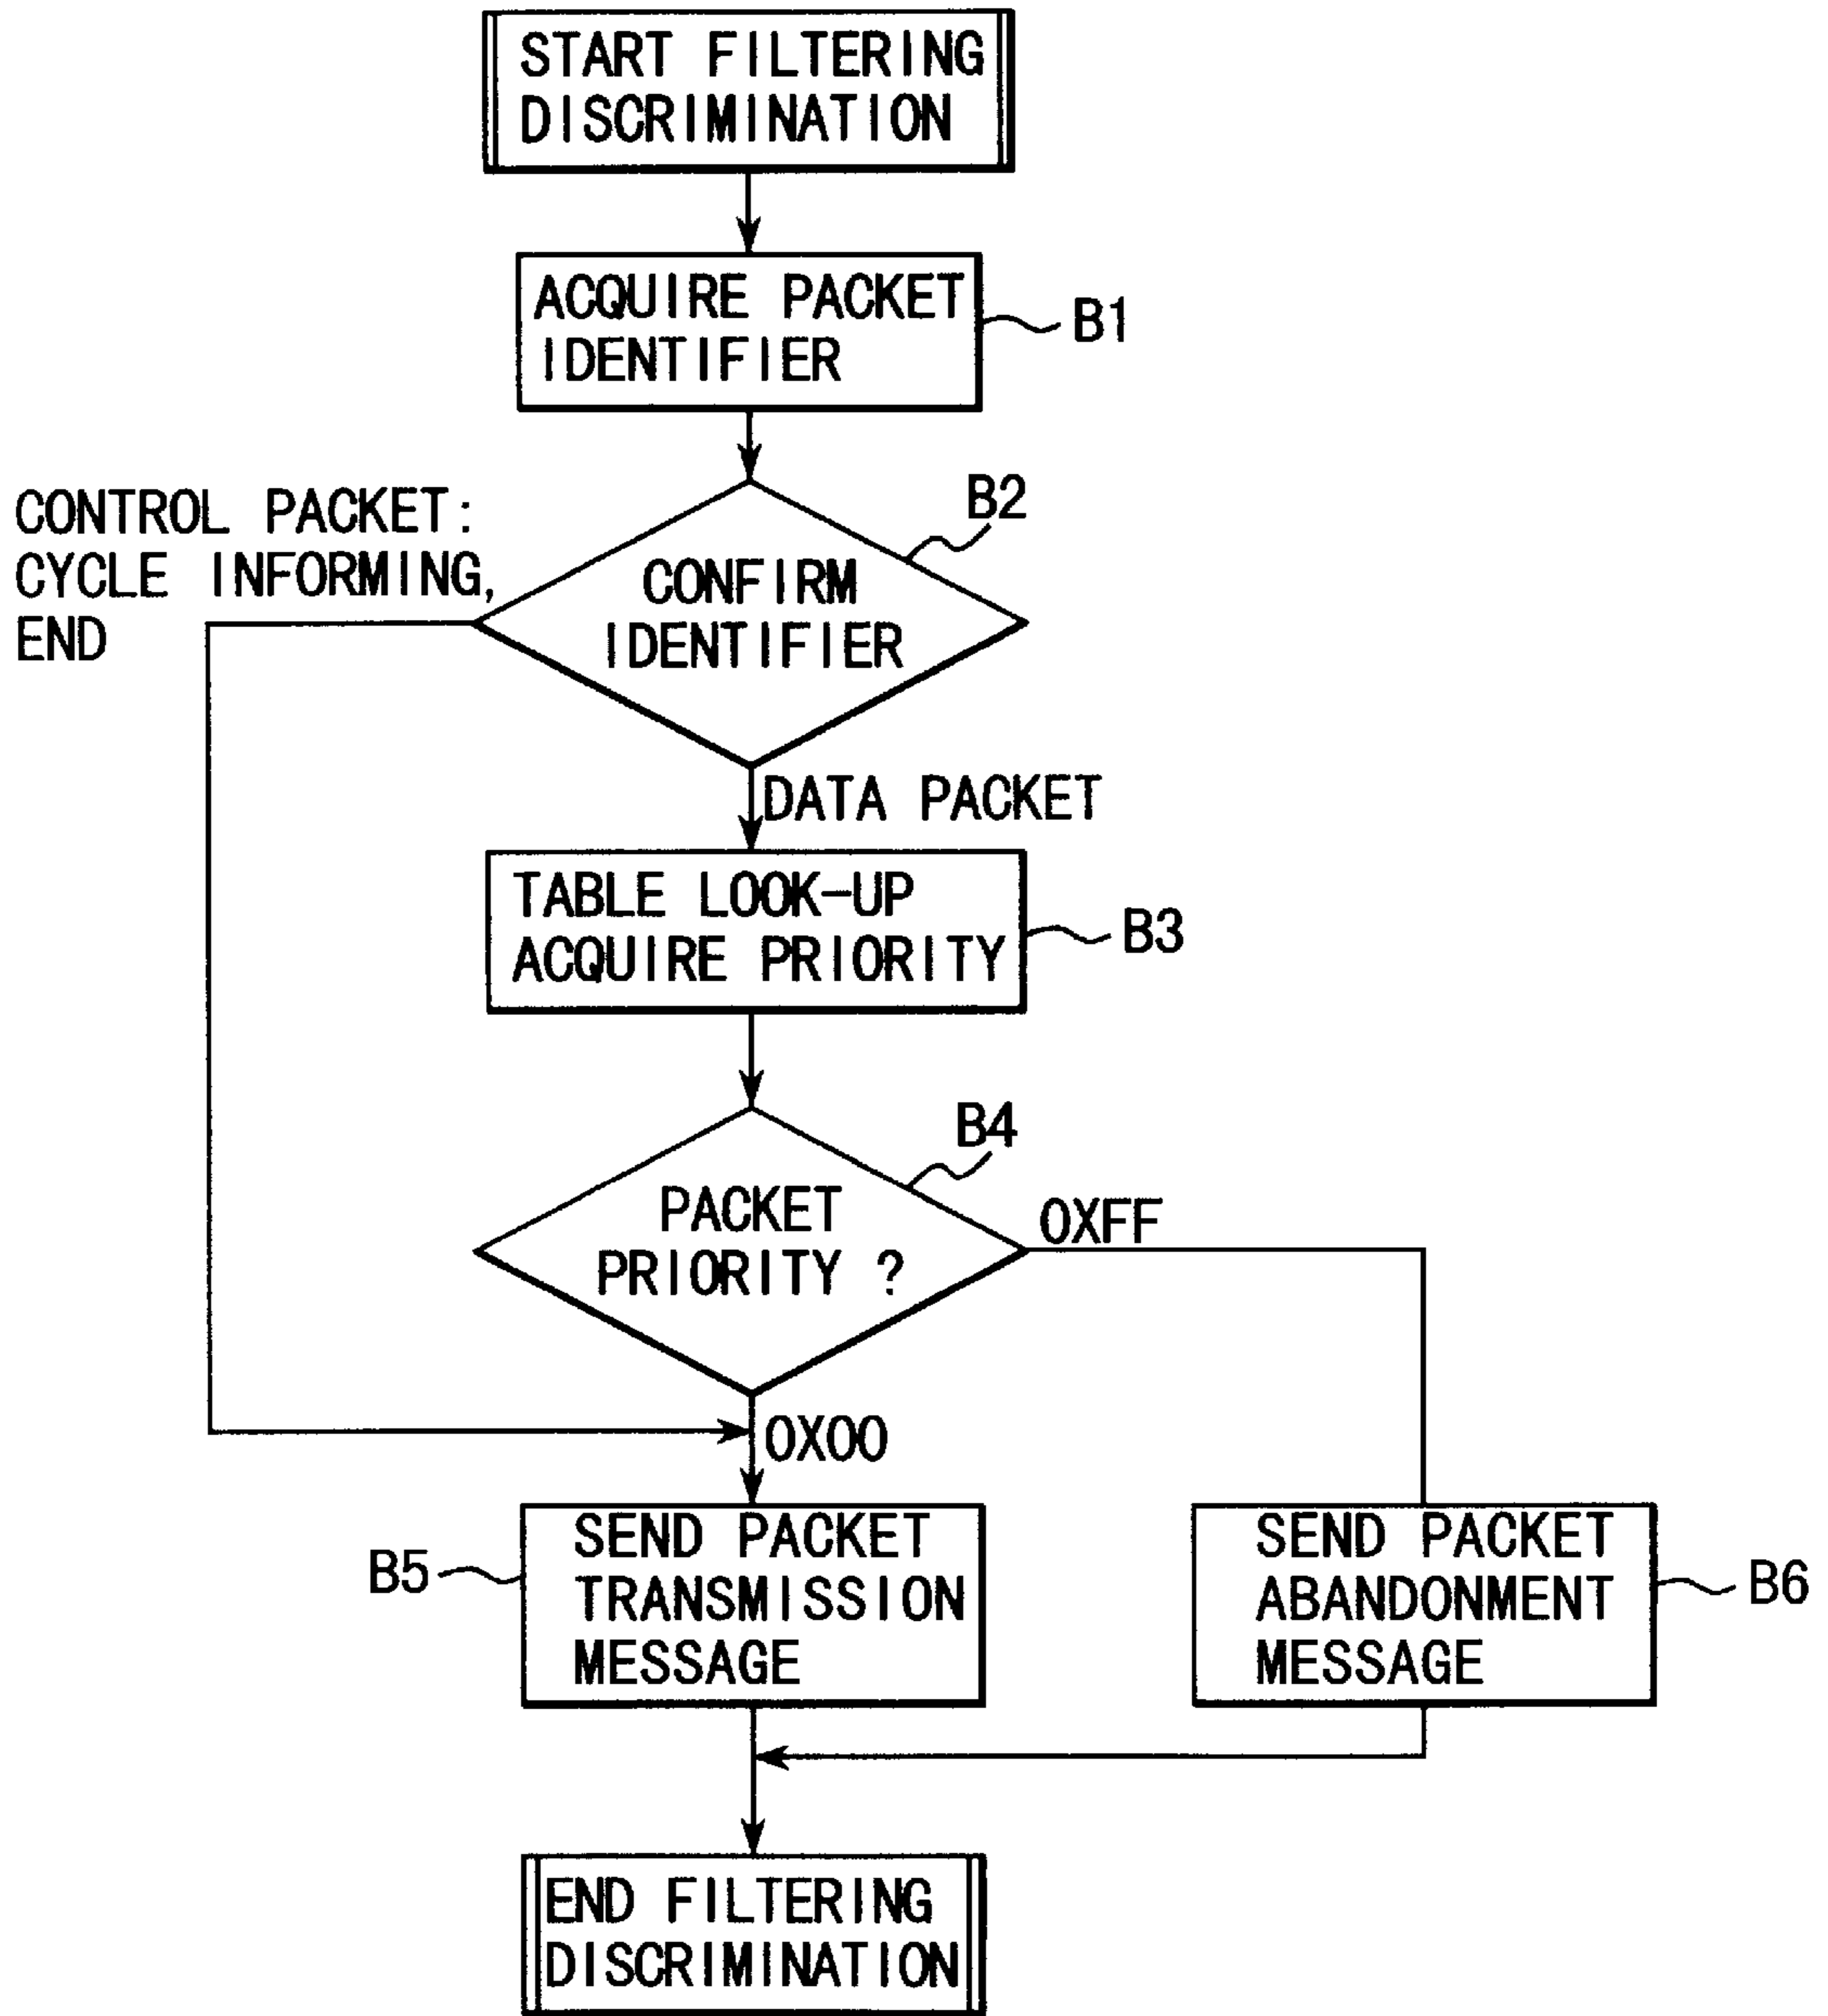 START FILTERING
DISCRIMINATION
ACQUIRE PACKET
IDENTIFIER
B1
CONTROL PACKET:
CYCLE INFORMING,
END
B2
CONFIRM
IDENTIFIER
DATA PACKET
TABLE LOOK-UP
ACQUIRE PRIORITY
B3
B4
PACKET
PRIORITY ?
0XFF
0X00
B5
SEND PACKET
TRANSMISSION
MESSAGE
SEND PACKET
ABANDONMENT
MESSAGE
B6
END FILTERING
DISCRIMINATION